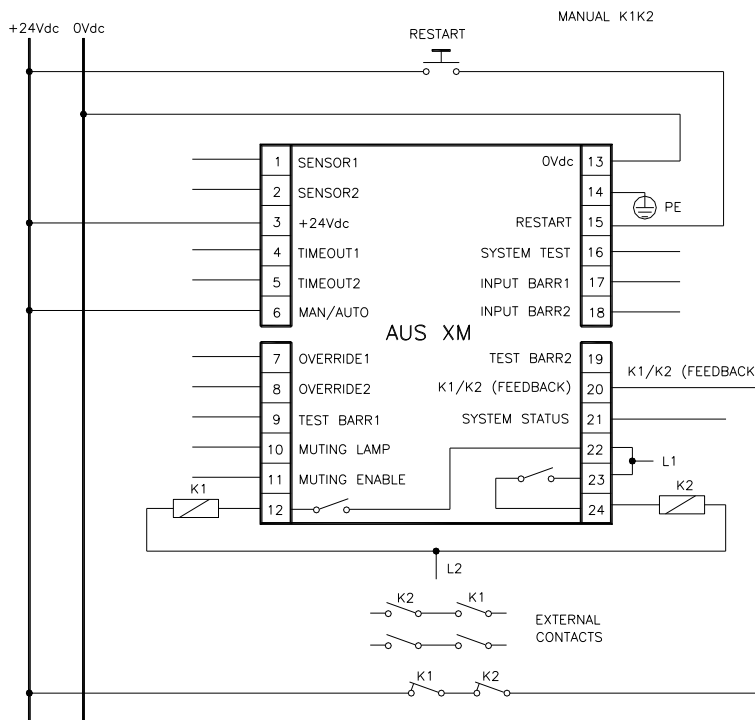 MANUAL K1K2
+24Vdc 0Vdc
RESTART
1 SENSOR1
0Vdc 13
2 SENSOR2
14
PE
3 +24Vdc
RESTART 15
4 TIMEOUT1
SYSTEM TEST 16
5 TIMEOUT2
INPUT BARR1 17
6 MAN/AUTO
INPUT BARR2 18
AUS XM
7 OVERRIDE1
TEST BARR2 19
K1/K2 (FEEDBACK
8 OVERRIDE2
K1/K2 (FEEDBACK) 20
9 TEST BARR1
SYSTEM STATUS 21
10 MUTING LAMP
22
L1
11 MUTING ENABLE
23
K1
K2
12
24
L2
K2 K1
EXTERNAL
CONTACTS
K1 K2